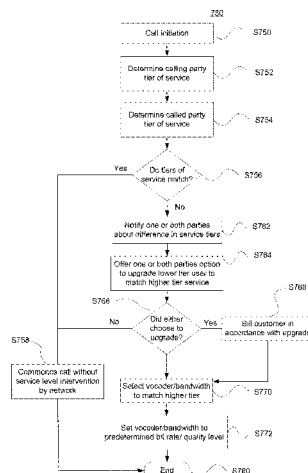 750
Call initiation
S750
Determine calling party
tier of service
S752
Determine called party
tier of service
S754
Do tiers of
service match?
S756
Yes
No
Notify one or both parties
about difference in service tiers
S762
Offer one or both parties option
to upgrade lower tier user to
match higher tier service
S764
S766
Did either
choose to
upgrade?
No
Yes
S768
Bill customer in
accordance with upgrade
S758
Commence call without
service level intervention
by network
Select vocoder/bandwidth
to match higher tier
S770
Set vocoder/bandwidth to
predetermined bit rate/ quality level
S772
End
S760